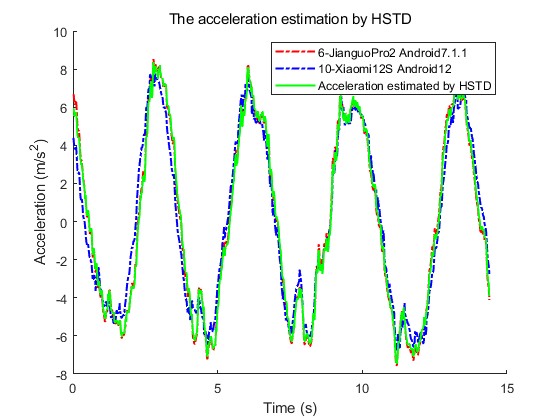 The acceleration estimation by HSTD
6-JianguoPro2 Android7.1.1
10-Xiaomi12S Android12
Acceleration estimated by HSTD
Acceleration (m/s²)
10
8
6
4
2
0
-2
-4
-6
-8
0 5 10 15
Time (s)